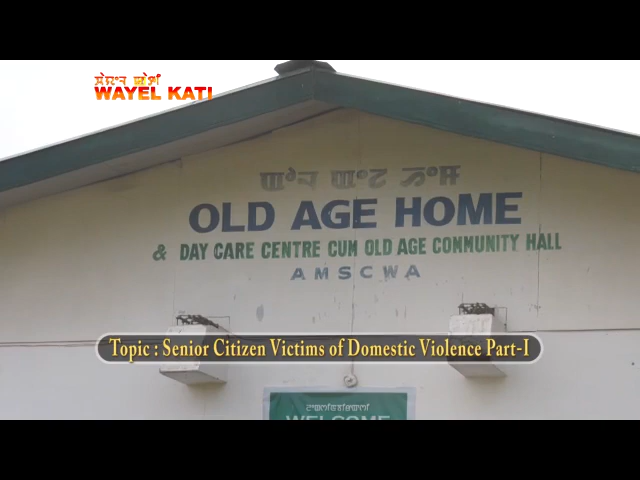 WAYEL KATI
OLD AGE HOME
& DAY CARE CENTRE CUM OLD AGE COMMUNITY HALL
AMSCWA
Topic : Senior Citizen Victims of Domestic Violence Part-I
WELCOME